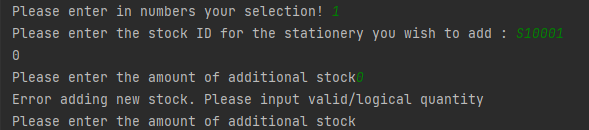 Please enter in numbers your selection! 1
Please enter the stock ID for the stationery you wish to add : S10001
0
Please enter the amount of additional stock0
Error adding new stock. Please input valid/logical quantity
Please enter the amount of additional stock